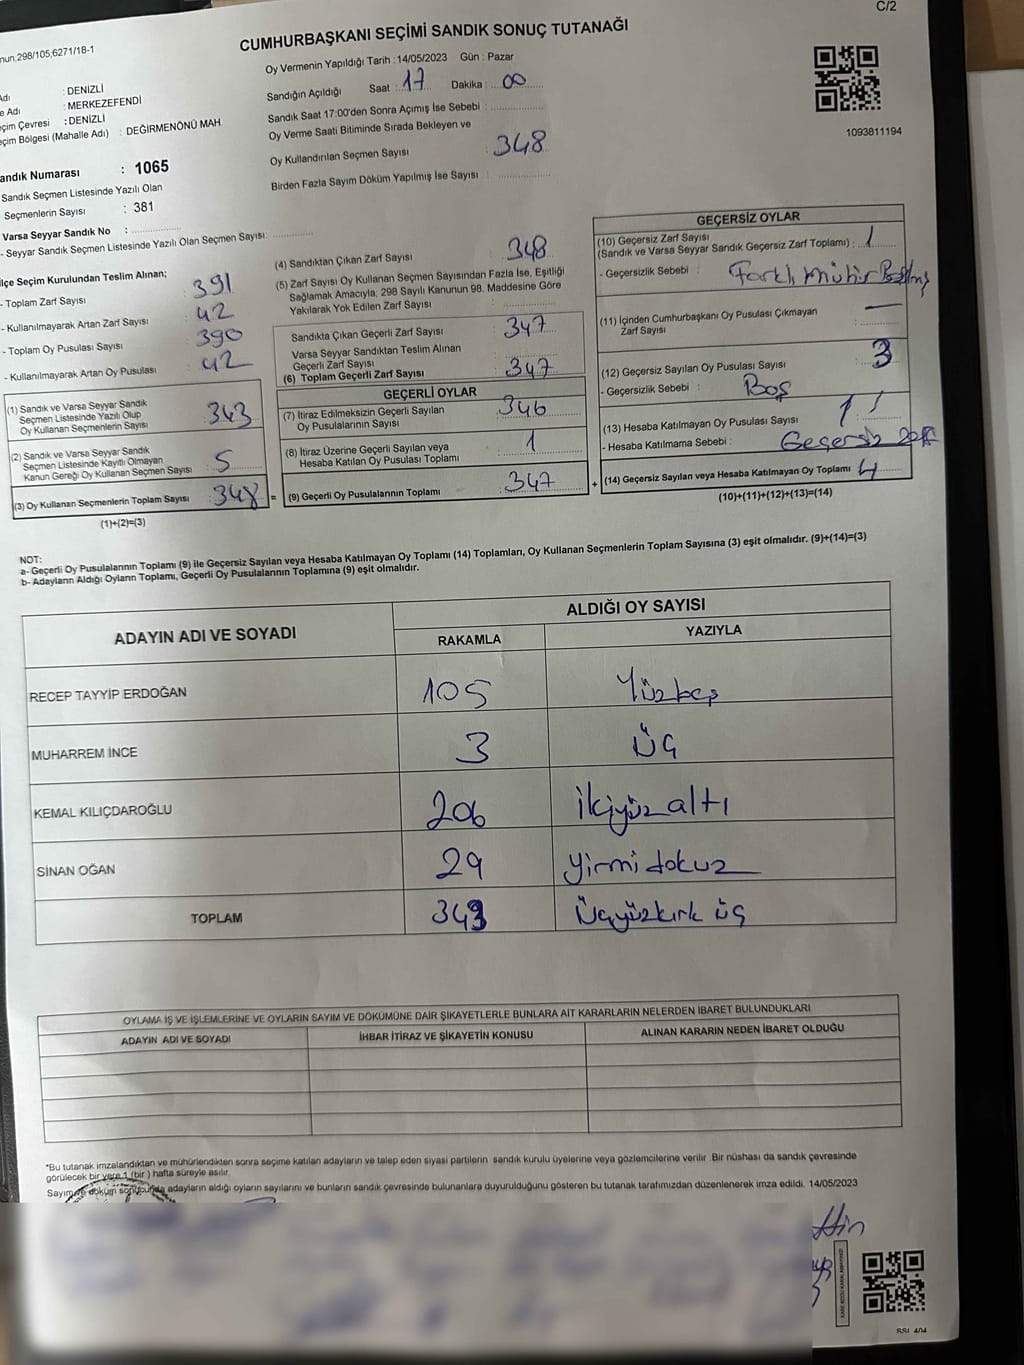 C/2
CUMHURBAŞKANI SEÇİMİ SANDIK SONUÇ TUTANAĞI
nun,298/105;6271/18-1
Oy Vermenin Yapıldığı Tarih : 14/05/2023 Gün : Pazar
Adı : DENİZLİ
e Adı : MERKEZEFENDİ
eçim Çevresi : DENİZLİ
eçim Bölgesi (Mahalle Adı) : DEĞİRMENÖNÜ MAH.
Sandığın Açıldığı Saat : 17 Dakika : 00
Sandık Saat 17:00'den Sonra Açımış İse Sebebi :
Oy Verme Saati Bitiminde Sırada Bekleyen ve
Oy Kullandırılan Seçmen Sayısı : 348
Birden Fazla Sayım Döküm Yapılmış İse Sayısı :
1093811194
andık Numarası : 1065
Sandık Seçmen Listesinde Yazılı Olan
Seçmenlerin Sayısı : 381
Varsa Seyyar Sandık No :
- Seyyar Sandık Seçmen Listesinde Yazılı Olan Seçmen Sayısı:
lçe Seçim Kurulundan Teslim Alınan;
- Toplam Zarf Sayısı : 391
- Kullanılmayarak Artan Zarf Sayısı : 42
- Toplam Oy Pusulası Sayısı : 390
- Kullanılmayarak Artan Oy Pusulası : 42
(1) Sandık ve Varsa Seyyar Sandık
Seçmen Listesinde Yazılı Olup
Oy Kullanan Seçmenlerin Sayısı : 343
(2) Sandık ve Varsa Seyyar Sandık
Seçmen Listesinde Kayıtlı Olmayan
Kanun Gereği Oy Kullanan Seçmen Sayısı : 5
(3) Oy Kullanan Seçmenlerin Toplam Sayısı : 348 =
(1)+(2)=(3)
(4) Sandıktan Çıkan Zarf Sayısı : 348
(5) Zarf Sayısı Oy Kullanan Seçmen Sayısından Fazla İse, Eşitliği
Sağlamak Amacıyla; 298 Sayılı Kanunun 98. Maddesine Göre
Yakılarak Yok Edilen Zarf Sayısı :
Sandıkta Çıkan Geçerli Zarf Sayısı : 347
Varsa Seyyar Sandıktan Teslim Alınan
Geçerli Zarf Sayısı
(6) Toplam Geçerli Zarf Sayısı : 347
GEÇERLİ OYLAR
(7) İtiraz Edilmeksizin Geçerli Sayılan
Oy Pusulalarının Sayısı : 346
(8) İtiraz Üzerine Geçerli Sayılan veya
Hesaba Katılan Oy Pusulası Toplamı : 1
(9) Geçerli Oy Pusulalarının Toplamı : 347 +
GEÇERSİZ OYLAR
(10) Geçersiz Zarf Sayısı
(Sandık ve Varsa Seyyar Sandık Geçersiz Zarf Toplamı) : 1
- Geçersizlik Sebebi : Farklı Mühür
(11) İçinden Cumhurbaşkanı Oy Pusulası Çıkmayan
Zarf Sayısı : —
(12) Geçersiz Sayılan Oy Pusulası Sayısı : 3
- Geçersizlik Sebebi : Boş
(13) Hesaba Katılmayan Oy Pusulası Sayısı : 1
- Hesaba Katılmama Sebebi : Geçersiz zarf
(14) Geçersiz Sayılan veya Hesaba Katılmayan Oy Toplamı : 4
(10)+(11)+(12)+(13)=(14)
NOT:
a- Geçerli Oy Pusulalarının Toplamı (9) ile Geçersiz Sayılan veya Hesaba Katılmayan Oy Toplamı (14) Toplamları, Oy Kullanan Seçmenlerin Toplam Sayısına (3) eşit olmalıdır. (9)+(14)=(3)
b- Adayların Aldığı Oyların Toplamı, Geçerli Oy Pusulalarının Toplamına (9) eşit olmalıdır.
ADAYIN ADI VE SOYADI ALDIĞI OY SAYISI
RAKAMLA YAZIYLA
RECEP TAYYİP ERDOĞAN 105 Yüzbeş
MUHARREM İNCE 3 Üç
KEMAL KILIÇDAROĞLU 206 ikiyüzaltı
SİNAN OĞAN 29 yirmidokuz
TOPLAM 343 Üçyüzkırk üç
OYLAMA İŞ VE İŞLEMLERİNE VE OYLARIN SAYIM VE DÖKÜMÜNE DAİR ŞİKAYETLERLE BUNLARA AİT KARARLARIN NELERDEN İBARET BULUNDUKLARI
ADAYIN ADI VE SOYADI İHBAR İTİRAZ VE ŞİKAYETİN KONUSU ALINAN KARARIN NEDEN İBARET OLDUĞU
*Bu tutanak imzalandıktan ve mühürlendikten sonra seçime katılan adayların ve talep eden siyasi partilerin sandık kurulu üyelerine veya gözlemcilerine verilir. Bir nüshası da sandık çevresinde
görülecek bir yere 1 (bir ) hafta süreyle asılır.
Sayım ve döküm sonucunda adayların aldığı oyların sayılarını ve bunların sandık çevresinde bulunanlara duyurulduğunu gösteren bu tutanak tarafımızdan düzenlenerek imza edildi. 14/05/2023